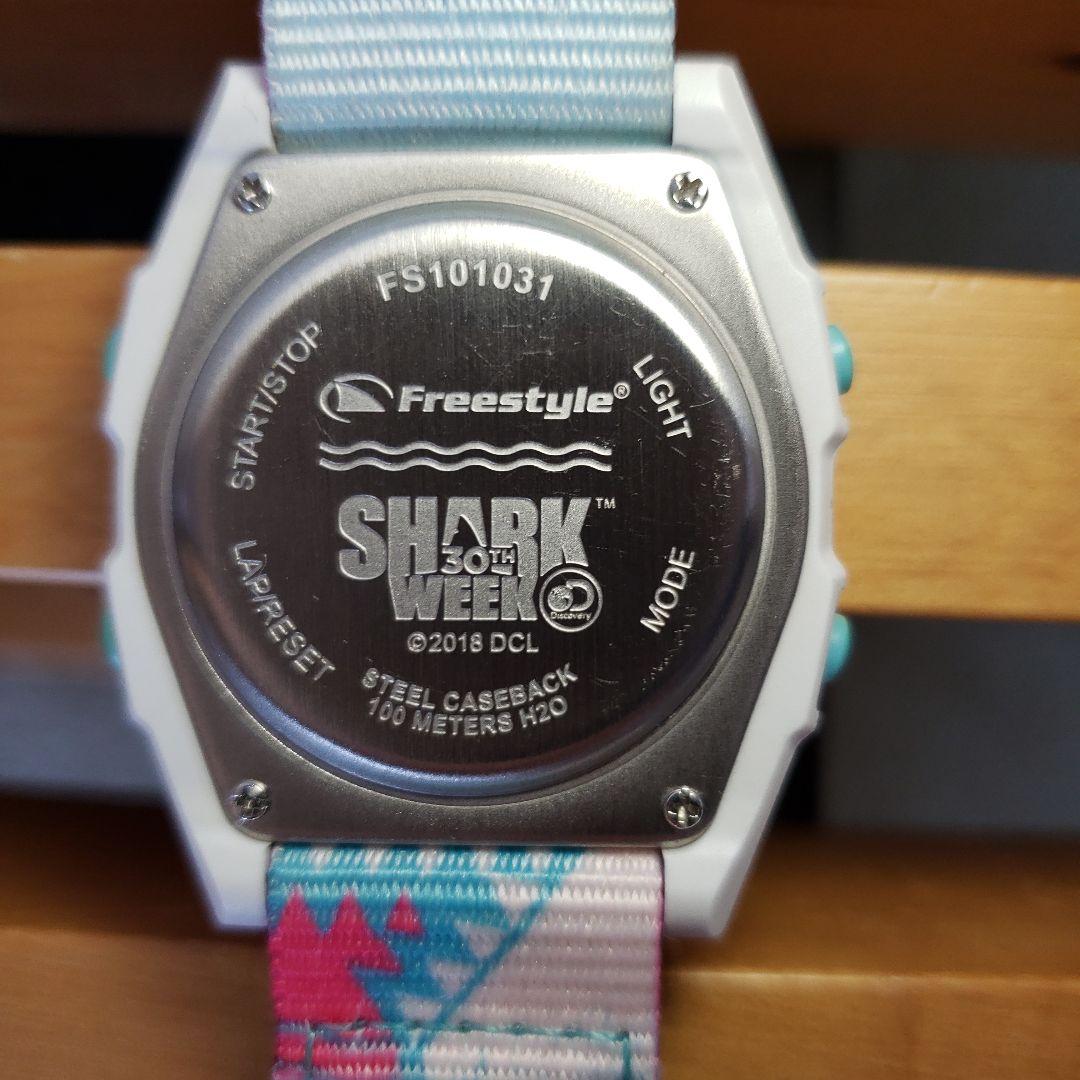 FS101031
START/STOP
LIGHT
Freestyle®
SHARK™
30TH
WEEK
Discovery
©2018 DCL
LAP/RESET
MODE
STEEL CASEBACK
100 METERS H2O